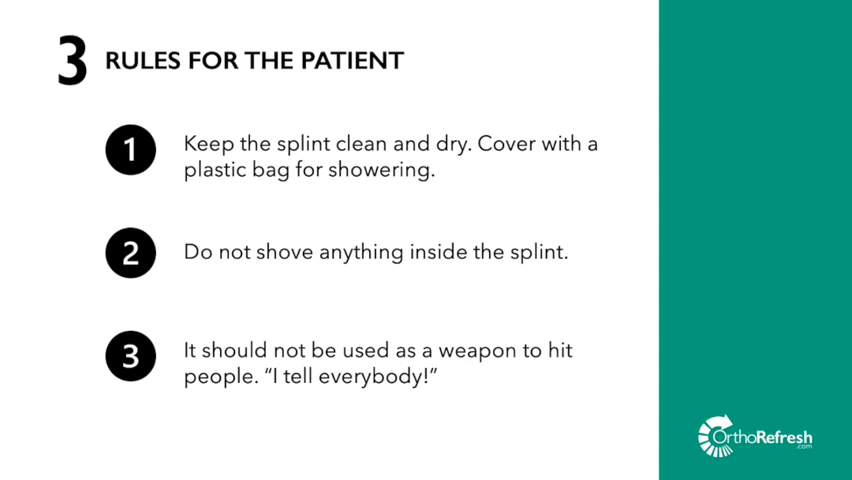 3 RULES FOR THE PATIENT
1 Keep the splint clean and dry. Cover with a
plastic bag for showering.
2 Do not shove anything inside the splint.
3 It should not be used as a weapon to hit
people. “I tell everybody!”
OrthoRefresh
.com